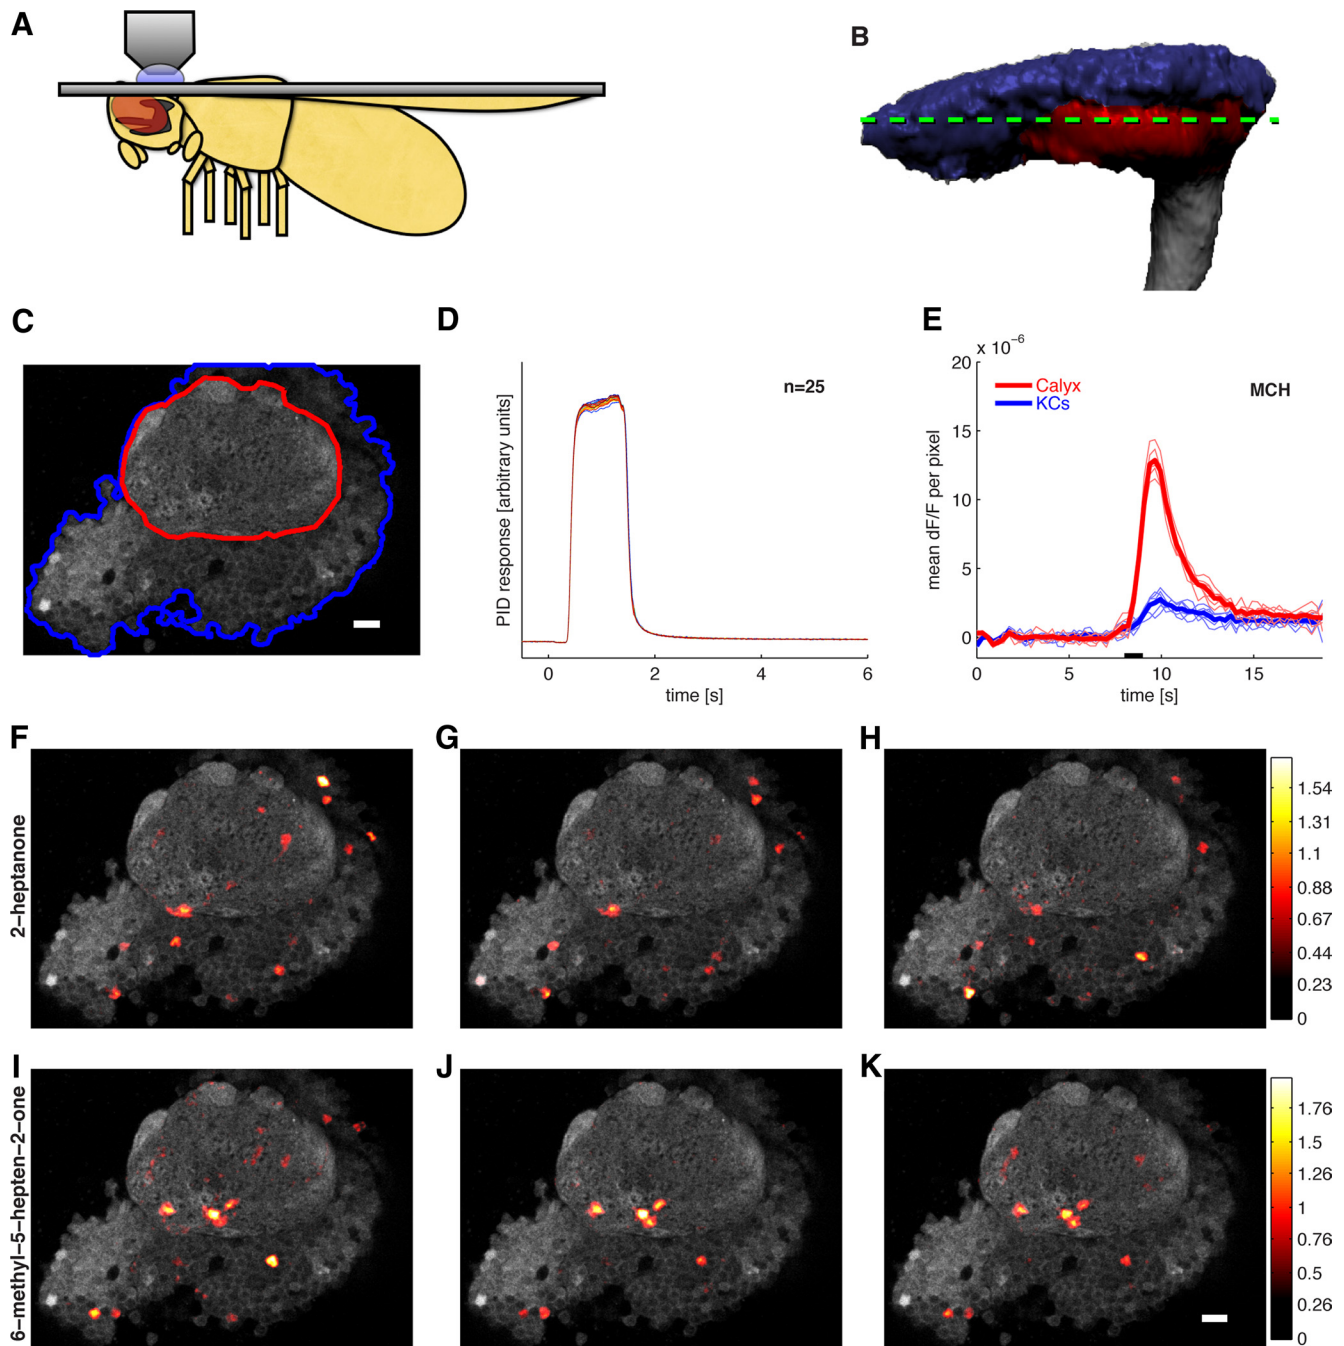 A
B
C
D
n=25
PID response [arbitrary units]
0
2
4
6
time [s]
E
x 10⁻⁶
20
15
10
5
0
mean dF/F per pixel
Calyx
KCs
MCH
0
5
10
15
time [s]
F
G
H
2–heptanone
1.54
1.31
1.1
0.88
0.67
0.44
0.23
0
I
J
K
6–methyl–5–hepten–2–one
1.76
1.5
1.26
1
0.75
0.5
0.26
0